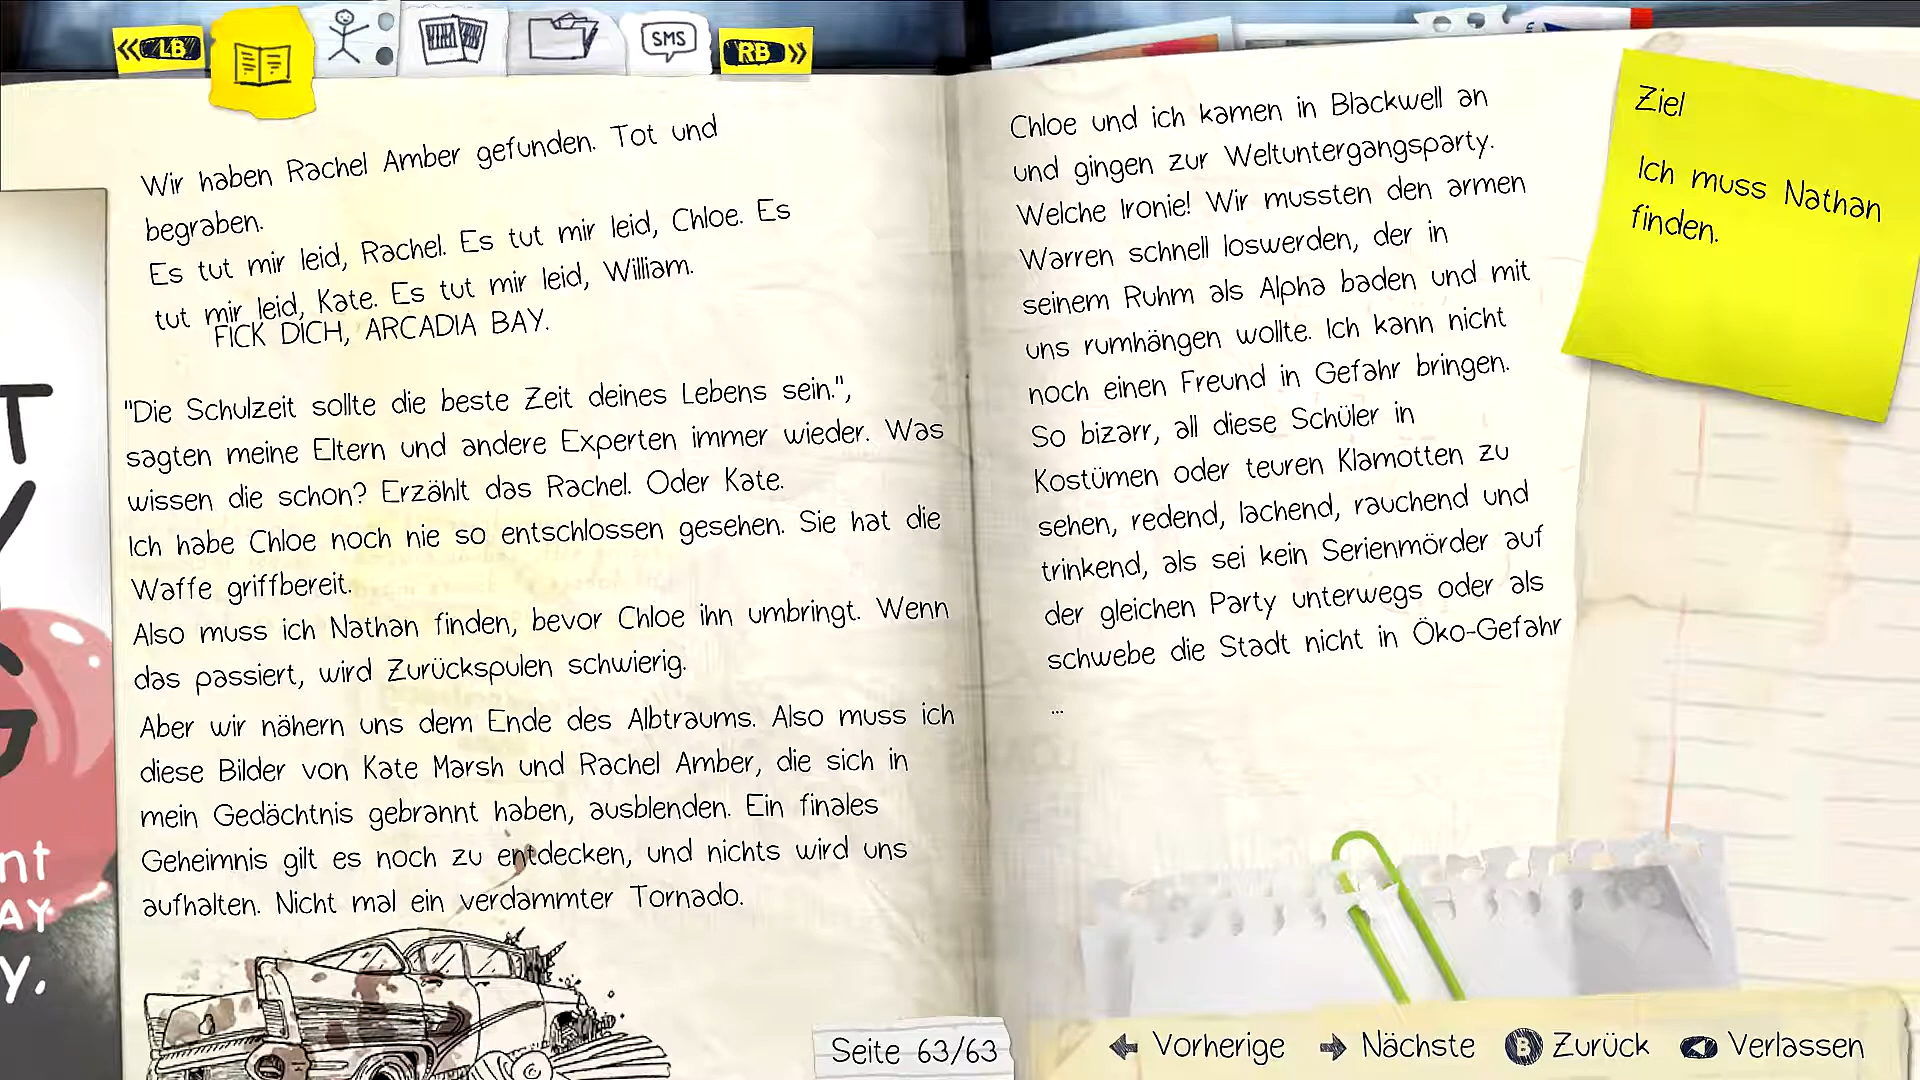 LB
SMS
RB
Wir haben Rachel Amber gefunden. Tot und
begraben.
Es tut mir leid, Rachel. Es tut mir leid, Chloe. Es
tut mir leid, Kate. Es tut mir leid, William.
FICK DICH, ARCADIA BAY.
"Die Schulzeit sollte die beste Zeit deines Lebens sein.",
sagten meine Eltern und andere Experten immer wieder. Was
wissen die schon? Erzählt das Rachel. Oder Kate.
Ich habe Chloe noch nie so entschlossen gesehen. Sie hat die
Waffe griffbereit.
Also muss ich Nathan finden, bevor Chloe ihn umbringt. Wenn
das passiert, wird Zurückspulen schwierig.
Aber wir nähern uns dem Ende des Albtraums. Also muss ich
diese Bilder von Kate Marsh und Rachel Amber, die sich in
mein Gedächtnis gebrannt haben, ausblenden. Ein finales
Geheimnis gilt es noch zu entdecken, und nichts wird uns
aufhalten. Nicht mal ein verdammter Tornado.
Chloe und ich kamen in Blackwell an
und gingen zur Weltuntergangsparty.
Welche Ironie! Wir mussten den armen
Warren schnell loswerden, der in
seinem Ruhm als Alpha baden und mit
uns rumhängen wollte. Ich kann nicht
noch einen Freund in Gefahr bringen.
So bizarr, all diese Schüler in
Kostümen oder teuren Klamotten zu
sehen, redend, lachend, rauchend und
trinkend, als sei kein Serienmörder auf
der gleichen Party unterwegs oder als
schwebe die Stadt nicht in Öko-Gefahr
...
Ziel
Ich muss Nathan
finden.
T
Y
G
nt
AY
y.
Seite 63/63
Vorherige
Nächste
B Zurück
Verlassen